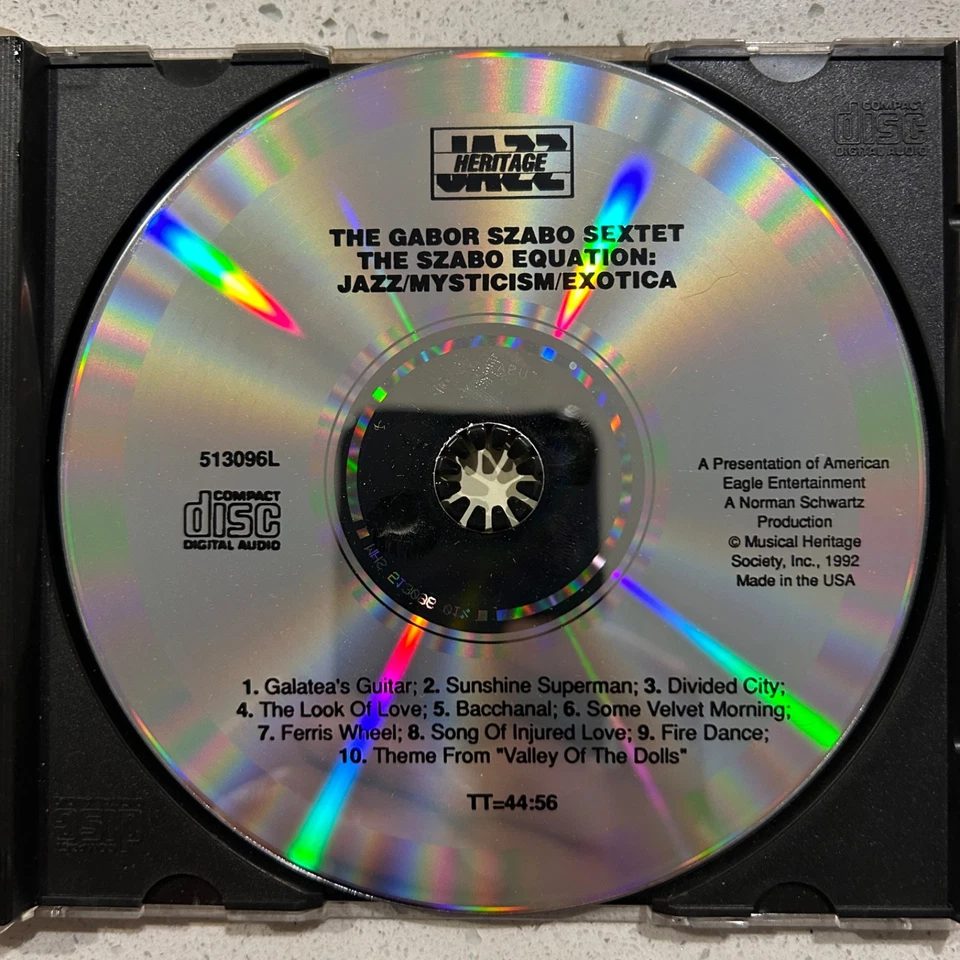 JAZZ
HERITAGE
COMPACT
disc
DIGITAL AUDIO
THE GABOR SZABO SEXTET
THE SZABO EQUATION:
JAZZ/MYSTICISM/EXOTICA
513096L
COMPACT
disc
DIGITAL AUDIO
A Presentation of American
Eagle Entertainment
A Norman Schwartz
Production
© Musical Heritage
Society, Inc., 1992
Made in the USA
1. Galatea's Guitar; 2. Sunshine Superman; 3. Divided City;
4. The Look Of Love; 5. Bacchanal; 6. Some Velvet Morning;
7. Ferris Wheel; 8. Song Of Injured Love; 9. Fire Dance;
10. Theme From "Valley Of The Dolls"
TT=44:56